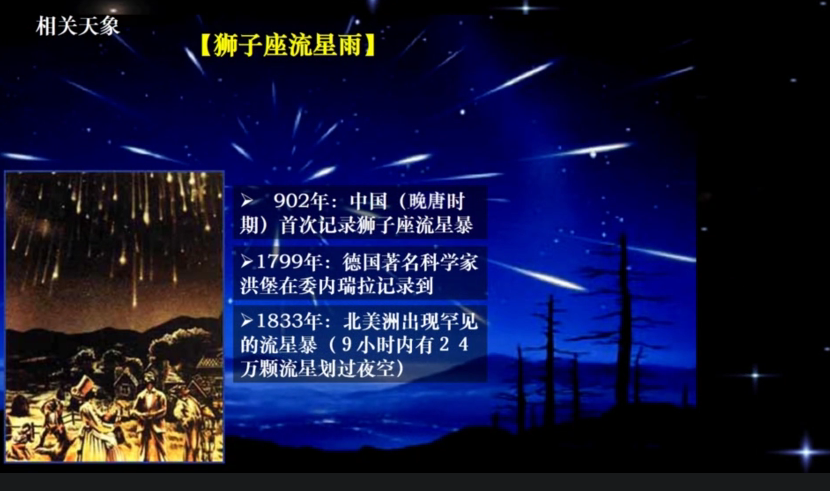 相关天象
【狮子座流星雨】
➢ 902年：中国（晚唐时
期）首次记录狮子座流星暴
➢1799年：德国著名科学家
洪堡在委内瑞拉记录到
➢1833年：北美洲出现罕见
的流星暴（９小时内有２４
万颗流星划过夜空）